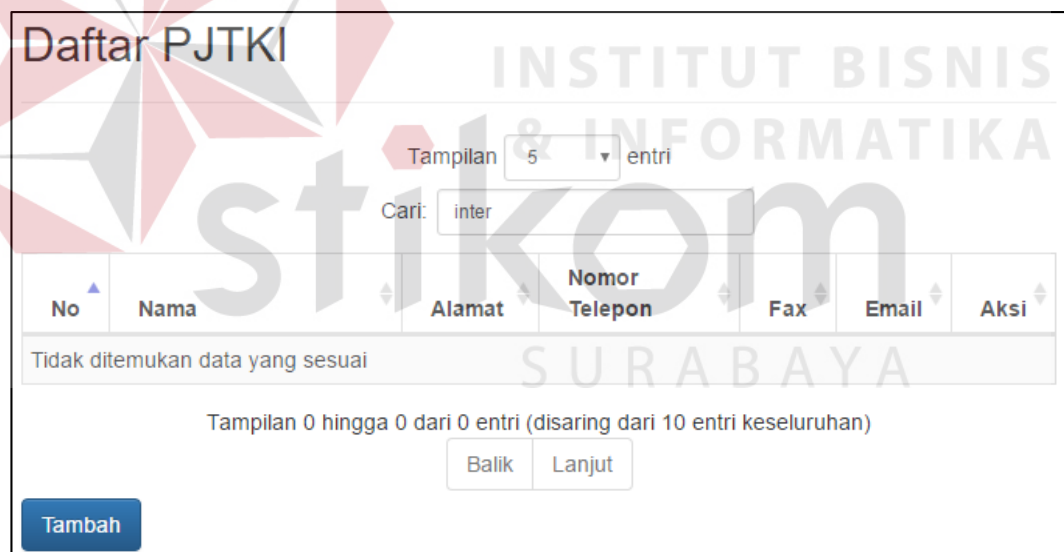 Daftar PJTKI
INSTITUT BISNIS
& INFORMATIKA
Tampilan 5 entri
stikom
Cari: inter
No Nama Alamat Nomor Telepon Fax Email Aksi
Tidak ditemukan data yang sesuai
SURABAYA
Tampilan 0 hingga 0 dari 0 entri (disaring dari 10 entri keseluruhan)
Balik Lanjut
Tambah